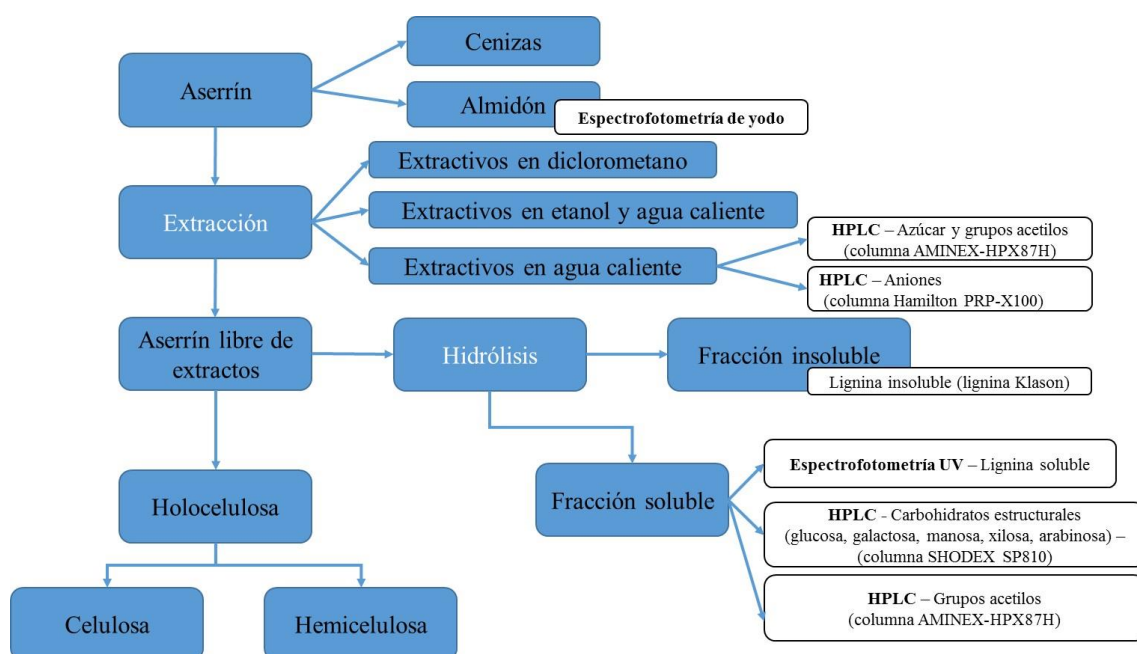 Cenizas
Aserrín
Almidón
Espectrofotometría de yodo
Extractivos en diclorometano
Extracción
Extractivos en etanol y agua caliente
Extractivos en agua caliente
HPLC – Azúcar y grupos acetilos
(columna AMINEX-HPX87H)
HPLC – Aniones
(columna Hamilton PRP-X100)
Aserrín libre de
extractos
Hidrólisis
Fracción insoluble
Lignina insoluble (lignina Klason)
Espectrofotometría UV – Lignina soluble
Fracción soluble
HPLC - Carbohidratos estructurales
(glucosa, galactosa, manosa, xilosa, arabinosa) –
(columna SHODEX SP810)
HPLC – Grupos acetilos
(columna AMINEX-HPX87H)
Holocelulosa
Celulosa
Hemicelulosa